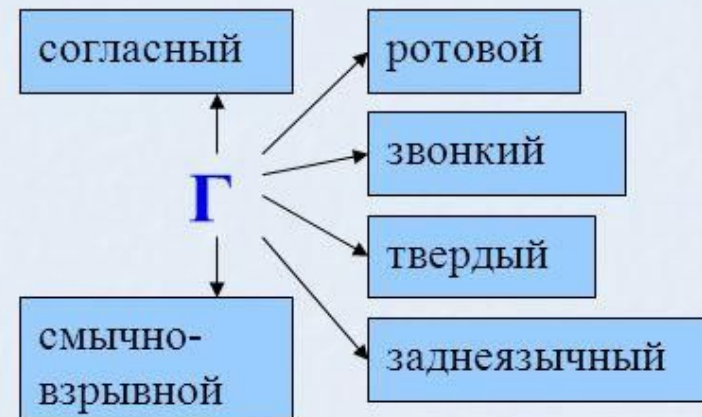 согласный
ротовой
звонкий
Г
твердый
смычно-
взрывной
заднеязычный